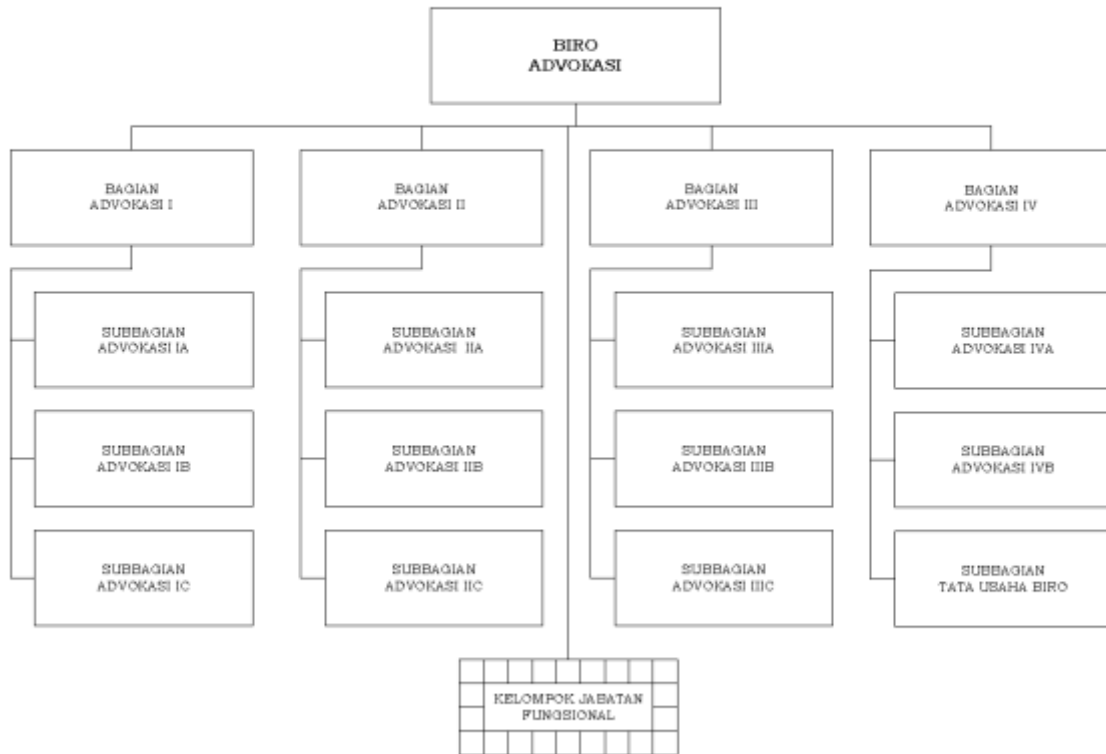 BIRO
ADVOKASI
BAGIAN
ADVOKASI I
BAGIAN
ADVOKASI II
BAGIAN
ADVOKASI III
BAGIAN
ADVOKASI IV
SUBBAGIAN
ADVOKASI IA
SUBBAGIAN
ADVOKASI IIA
SUBBAGIAN
ADVOKASI IIIA
SUBBAGIAN
ADVOKASI IVA
SUBBAGIAN
ADVOKASI IB
SUBBAGIAN
ADVOKASI IIB
SUBBAGIAN
ADVOKASI IIIB
SUBBAGIAN
ADVOKASI IVB
SUBBAGIAN
ADVOKASI IC
SUBBAGIAN
ADVOKASI IIC
SUBBAGIAN
ADVOKASI IIIC
SUBBAGIAN
TATA USAHA BIRO
KELOMPOK JABATAN
FUNGSIONAL